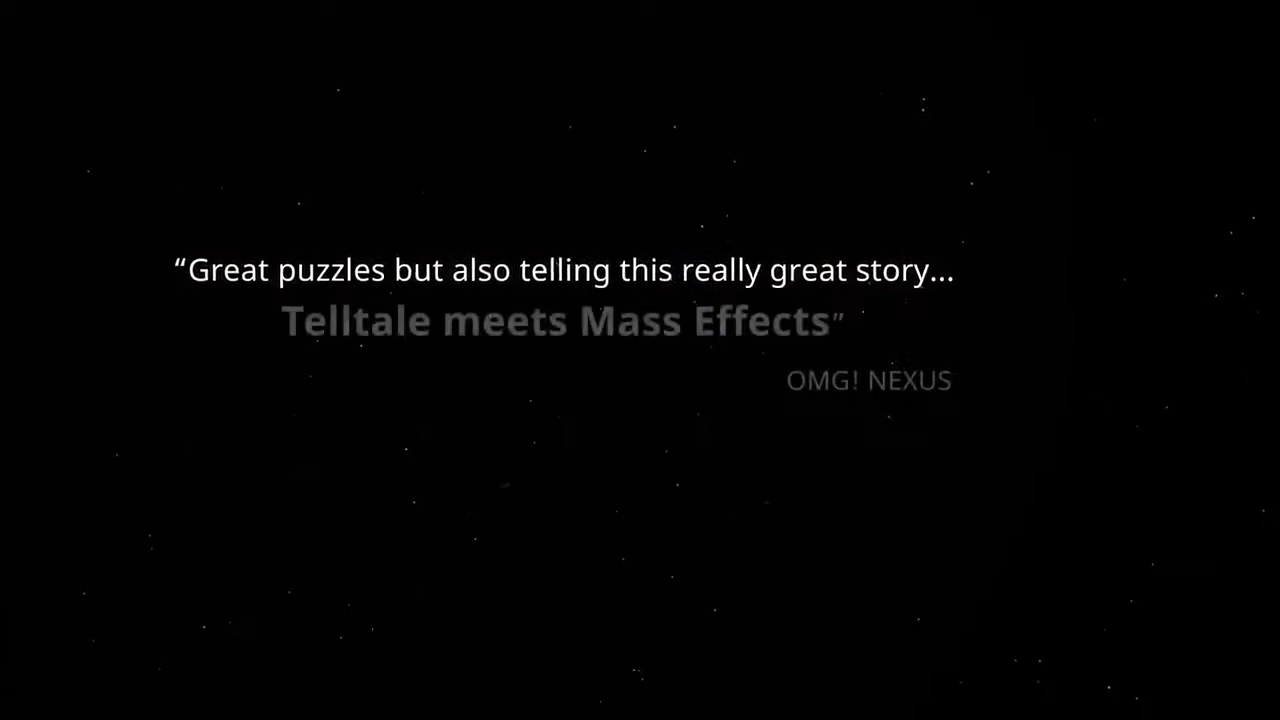 “Great puzzles but also telling this really great story...
Telltale meets Mass Effects”
OMG! NEXUS